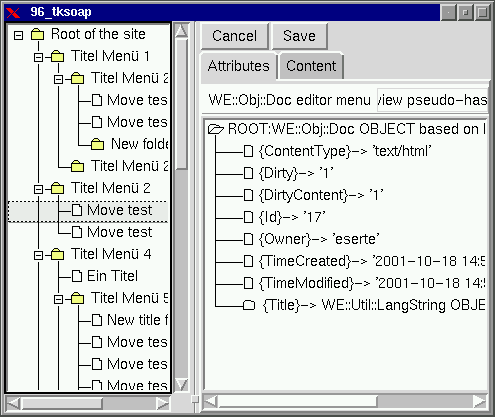 96_tksoap
Root of the site
Titel Menü 1
Titel Menü 2
Move tes
Move tes
New folde
Titel Menü 2
Titel Menü 2
Move test
Move test
Titel Menü 4
Ein Titel
Titel Menü 5
New title f
Move tes
Move tes
Move tes
Cancel Save
Attributes Content
WE::Obj::Doc editor menu view pseudo-has
ROOT:WE::Obj::Doc OBJECT based on
{ContentType}-> 'text/html'
{Dirty}-> '1'
{DirtyContent}-> '1'
{Id}-> '17'
{Owner}-> 'eserte'
{TimeCreated}-> '2001-10-18 14:5
{TimeModified}-> '2001-10-18 14:5
{Title}-> WE::Util::LangString OBJE